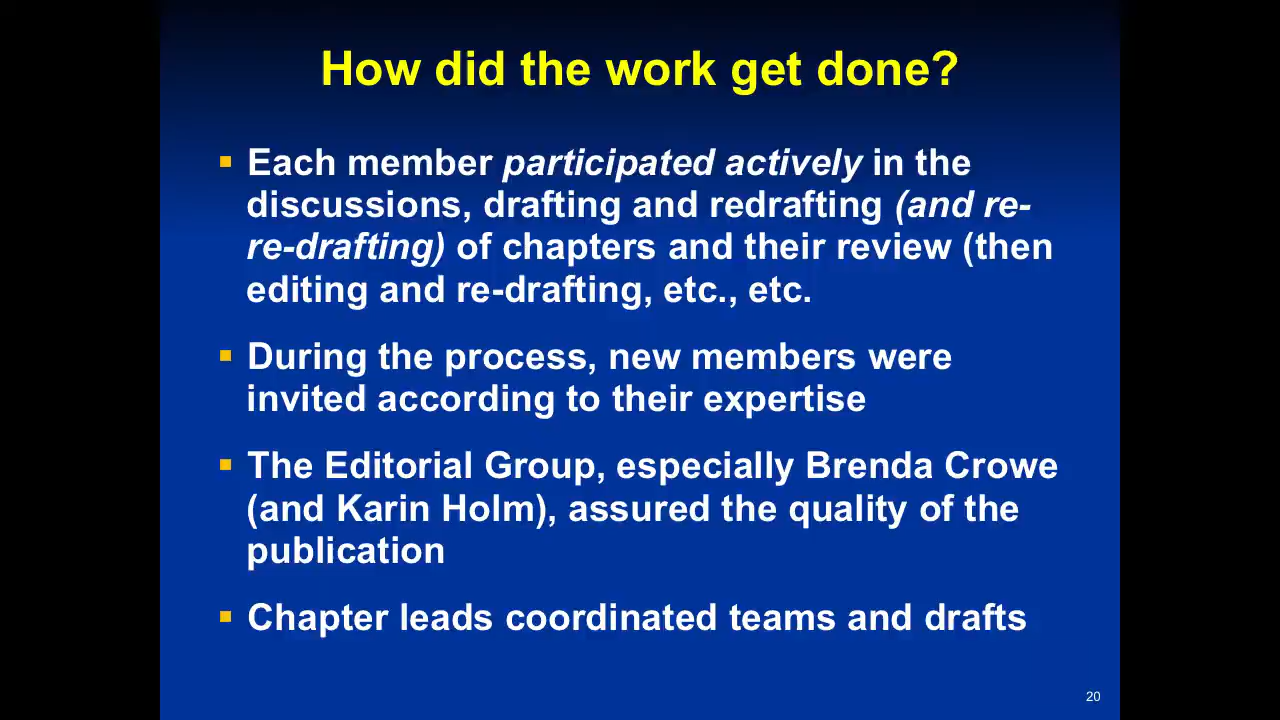 How did the work get done?
▪ Each member participated actively in the
discussions, drafting and redrafting (and re-
re-drafting) of chapters and their review (then
editing and re-drafting, etc., etc.
▪ During the process, new members were
invited according to their expertise
▪ The Editorial Group, especially Brenda Crowe
(and Karin Holm), assured the quality of the
publication
▪ Chapter leads coordinated teams and drafts
20